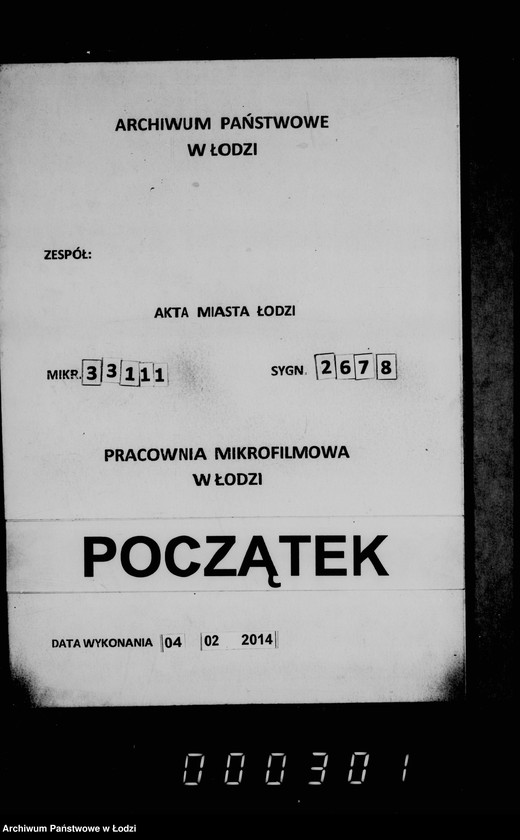 ARCHIWUM PAŃSTWOWE
W ŁODZI
ZESPÓŁ:
AKTA MIASTA ŁODZI
MIKR. 33111 SYGN. 2678
PRACOWNIA MIKROFILMOWA
W ŁODZI
POCZĄTEK
DATA WYKONANIA 04 02 2014
000301
Archiwum Państwowe w Łodzi